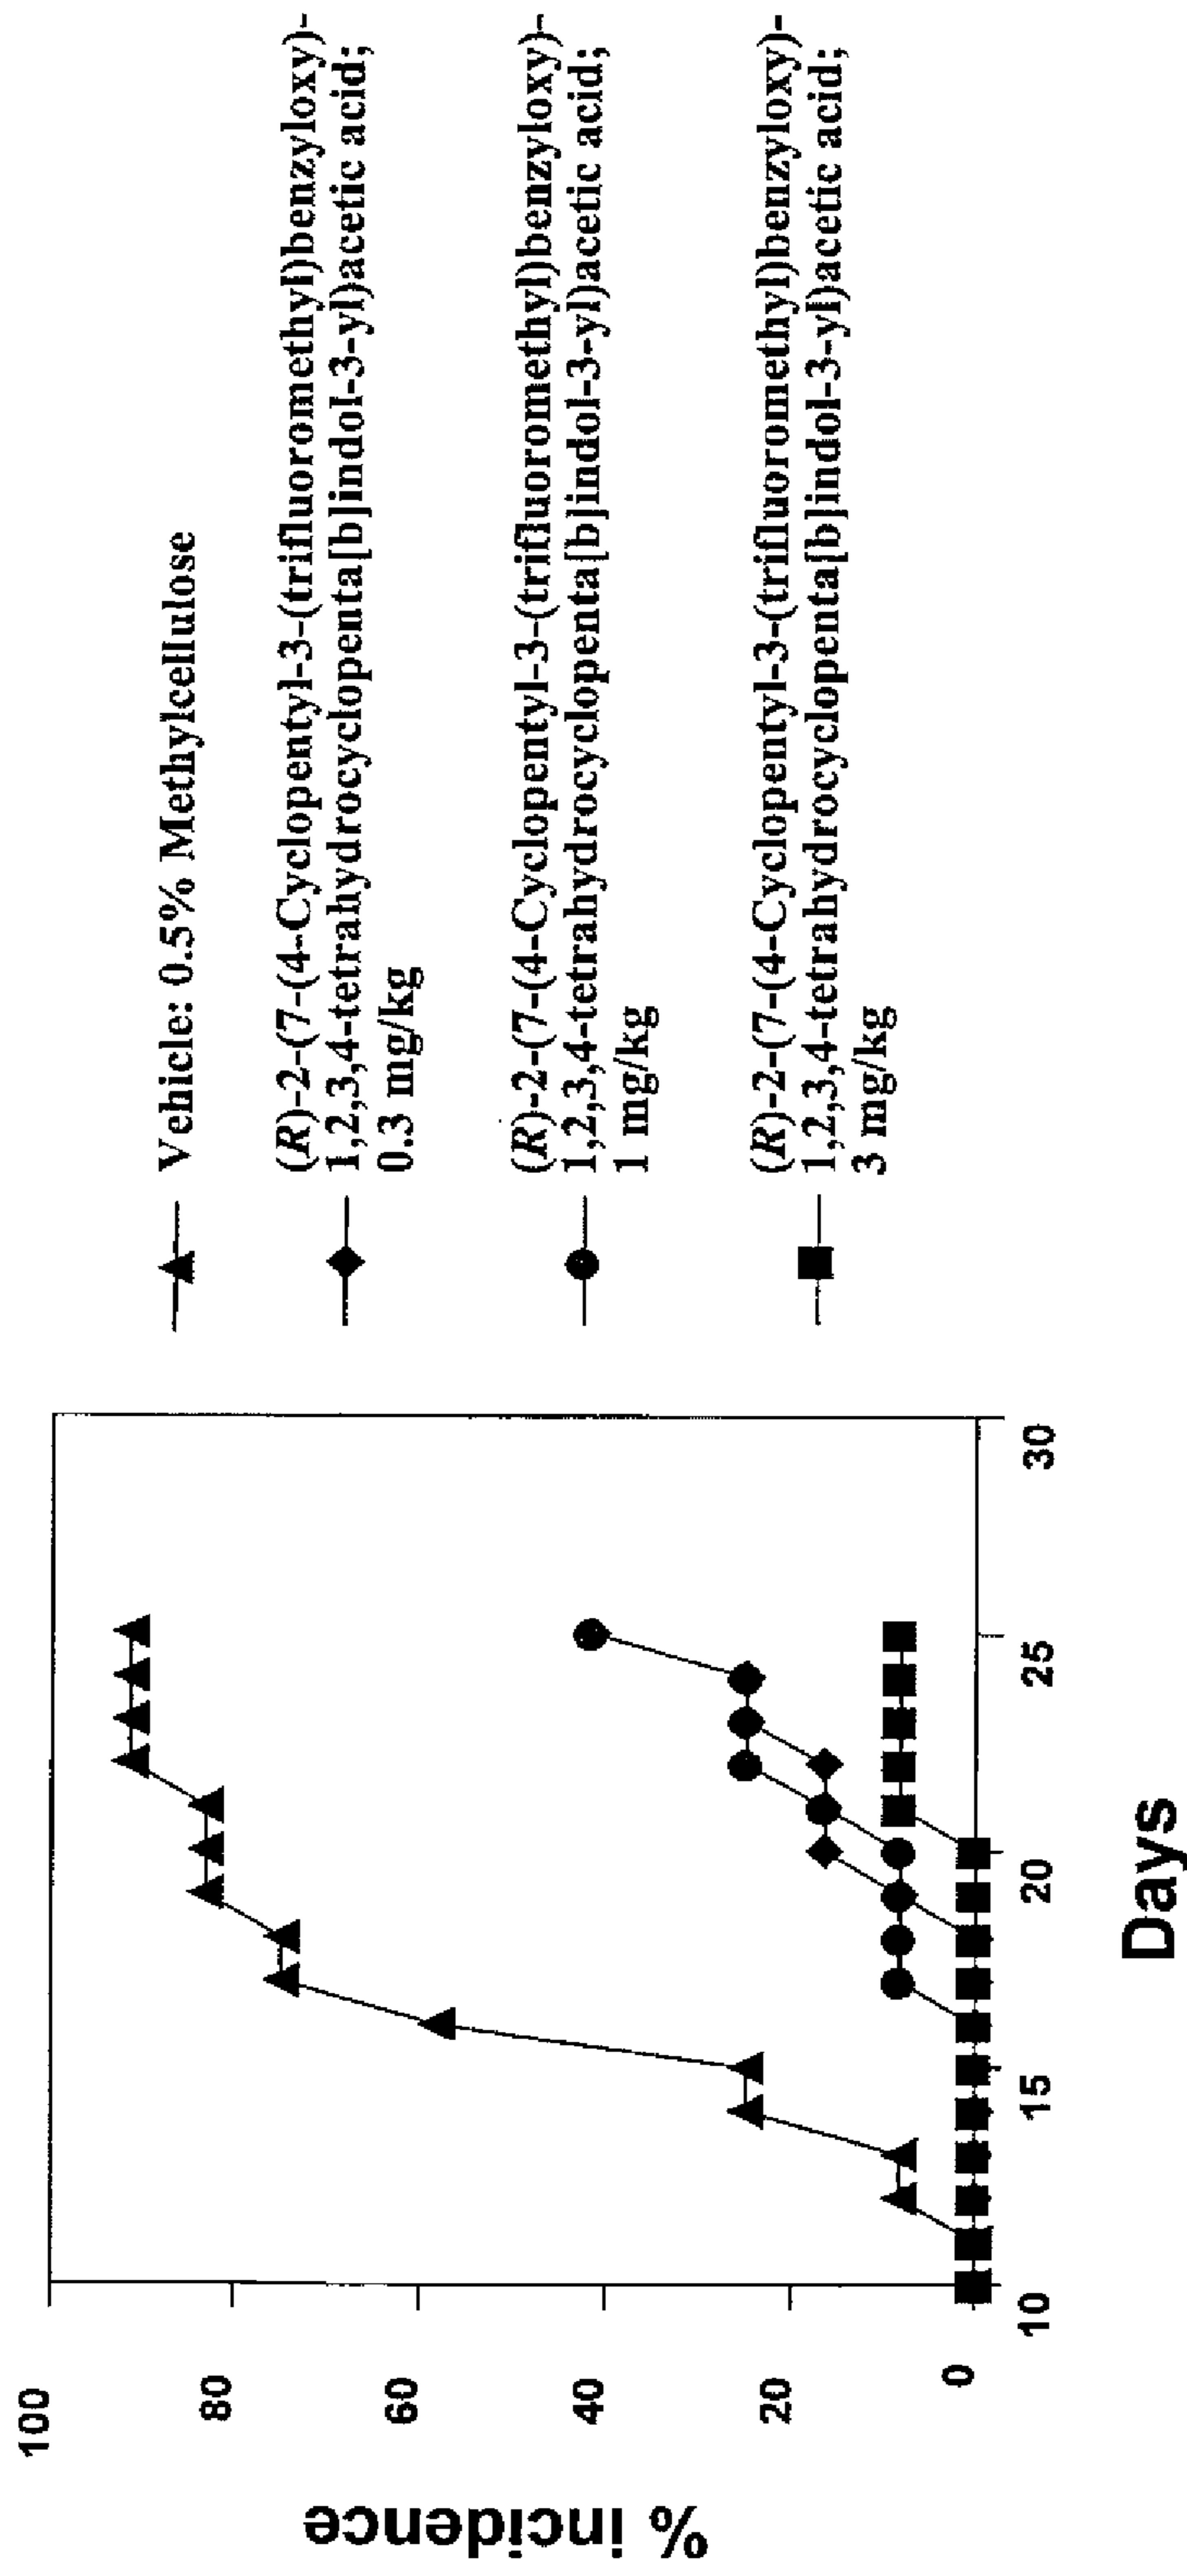 100
80
60
40
20
0
% incidence
10
15
20
25
30
Days
Vehicle: 0.5% Methylcellulose
(R)-2-(7-(4-Cyclopentyl-3-(trifluoromethyl)benzyloxy)-
1,2,3,4-tetrahydrocyclopenta[b]indol-3-yl)acetic acid;
0.3 mg/kg
(R)-2-(7-(4-Cyclopentyl-3-(trifluoromethyl)benzyloxy)-
1,2,3,4-tetrahydrocyclopenta[b]indol-3-yl)acetic acid;
1 mg/kg
(R)-2-(7-(4-Cyclopentyl-3-(trifluoromethyl)benzyloxy)-
1,2,3,4-tetrahydrocyclopenta[b]indol-3-yl)acetic acid;
3 mg/kg